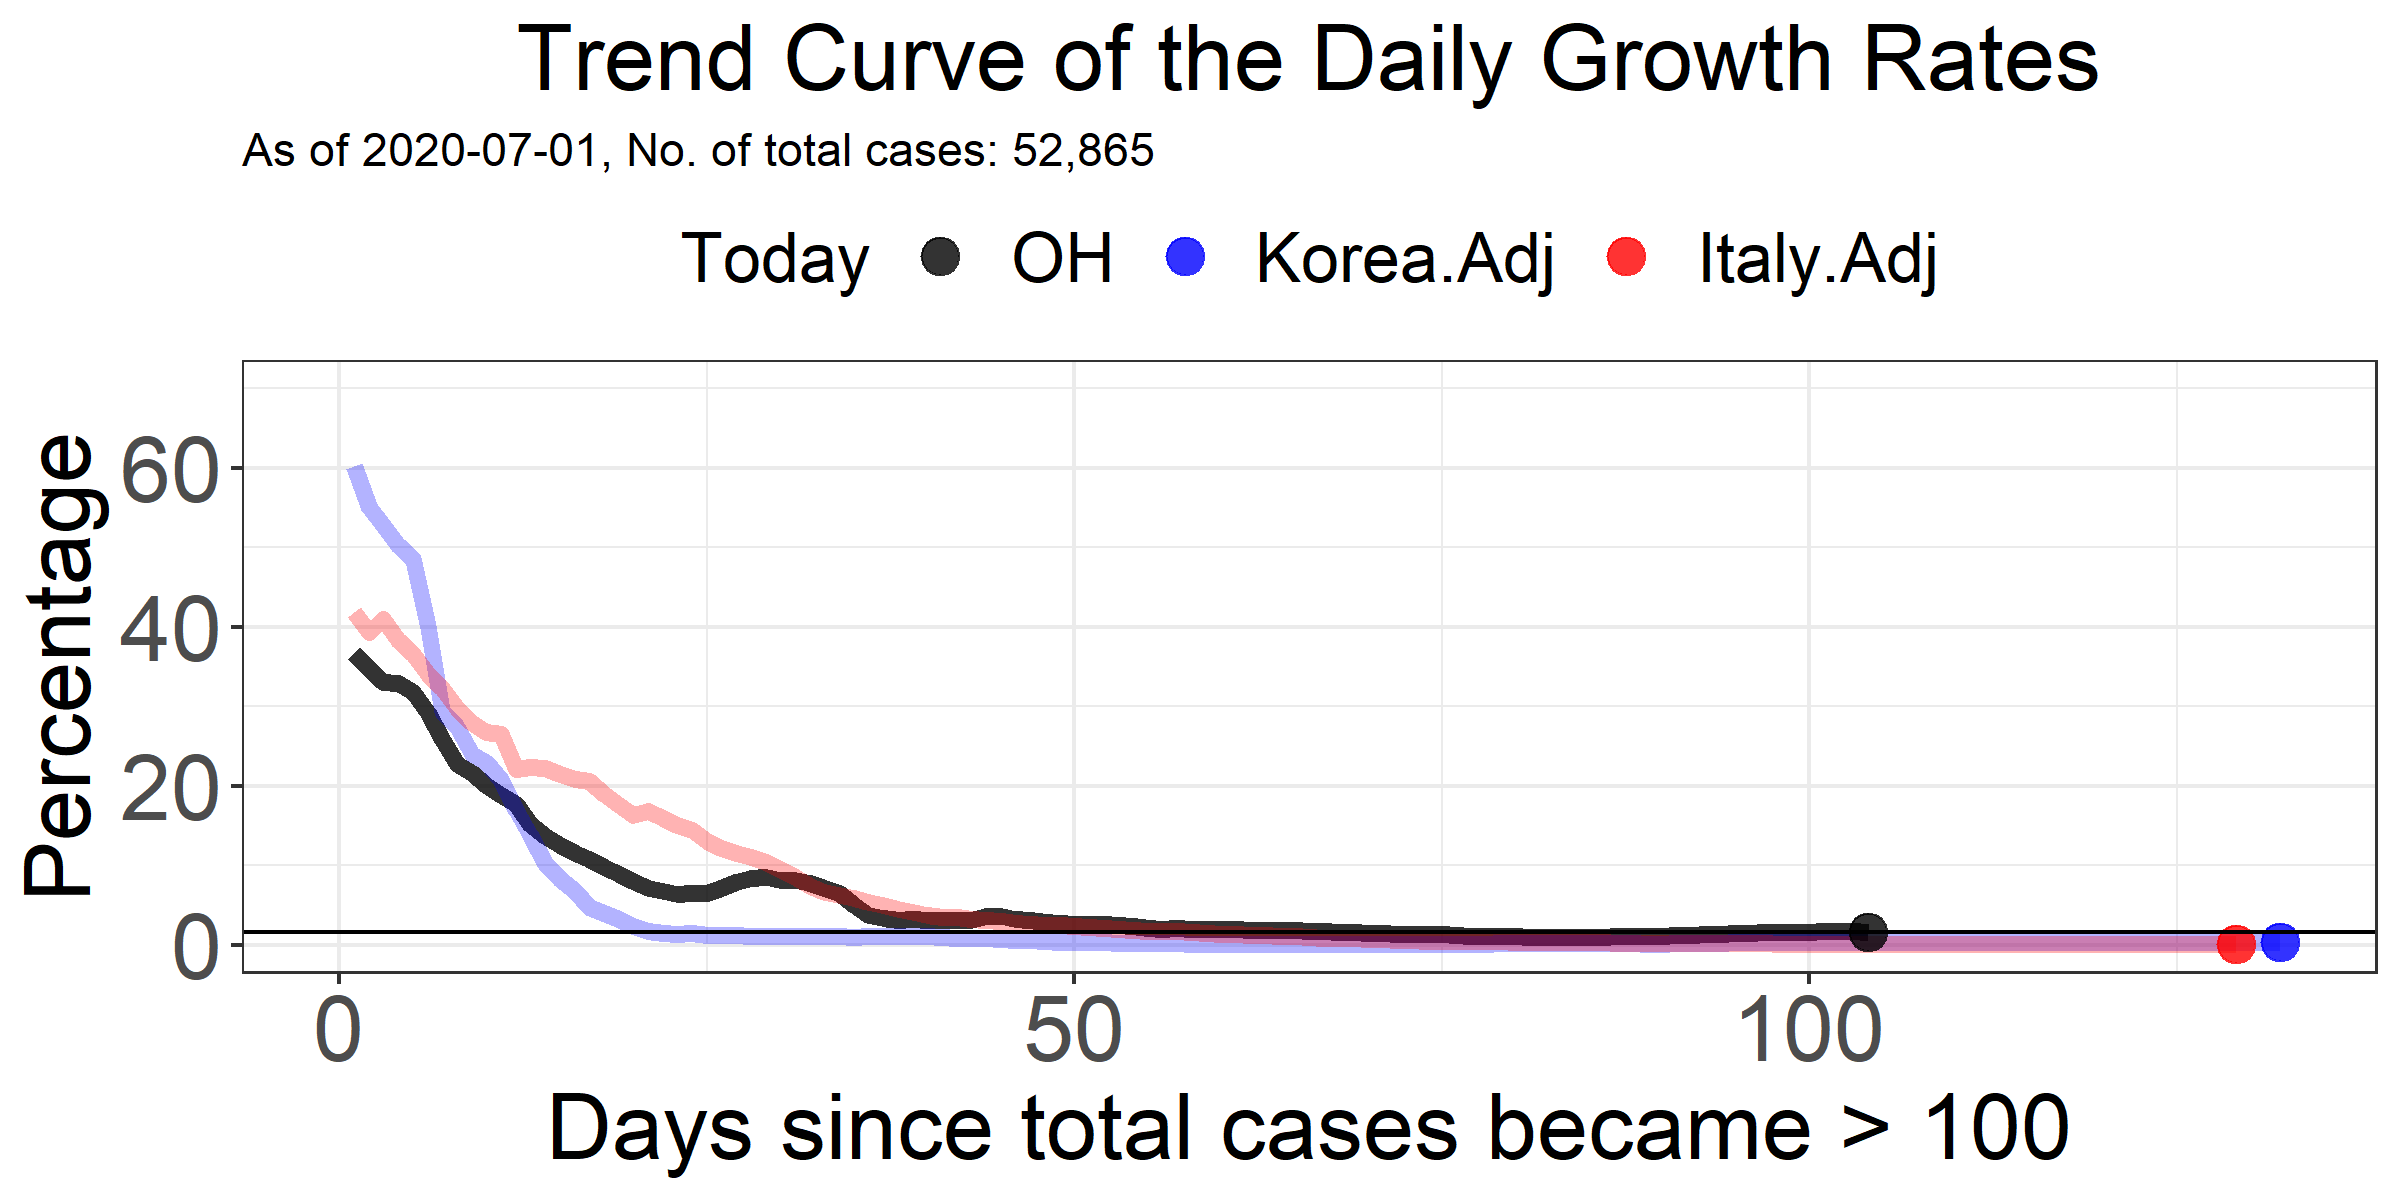 Trend Curve of the Daily Growth Rates
As of 2020-07-01, No. of total cases: 52,865
Today OH Korea.Adj Italy.Adj
Percentage
60
40
20
0
0 50 100
Days since total cases became > 100